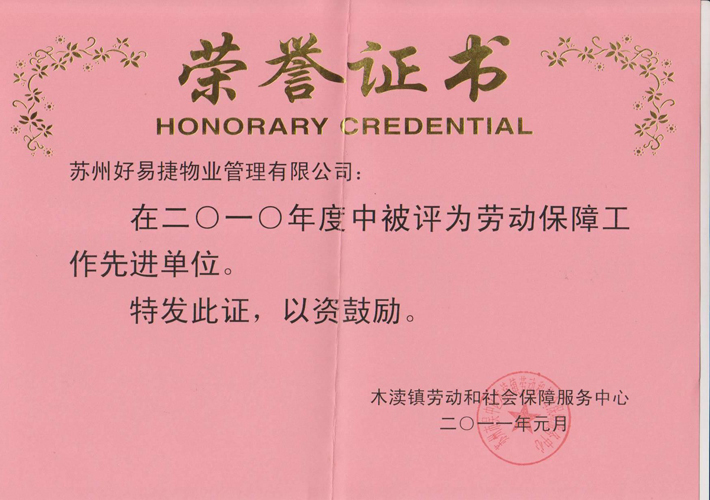 荣誉证书
HONORARY CREDENTIAL
苏州好易捷物业管理有限公司：
在二〇一〇年度中被评为劳动保障工
作先进单位。
特发此证，以资鼓励。
木渎镇劳动和社会保障服务中心
二〇一一年元月